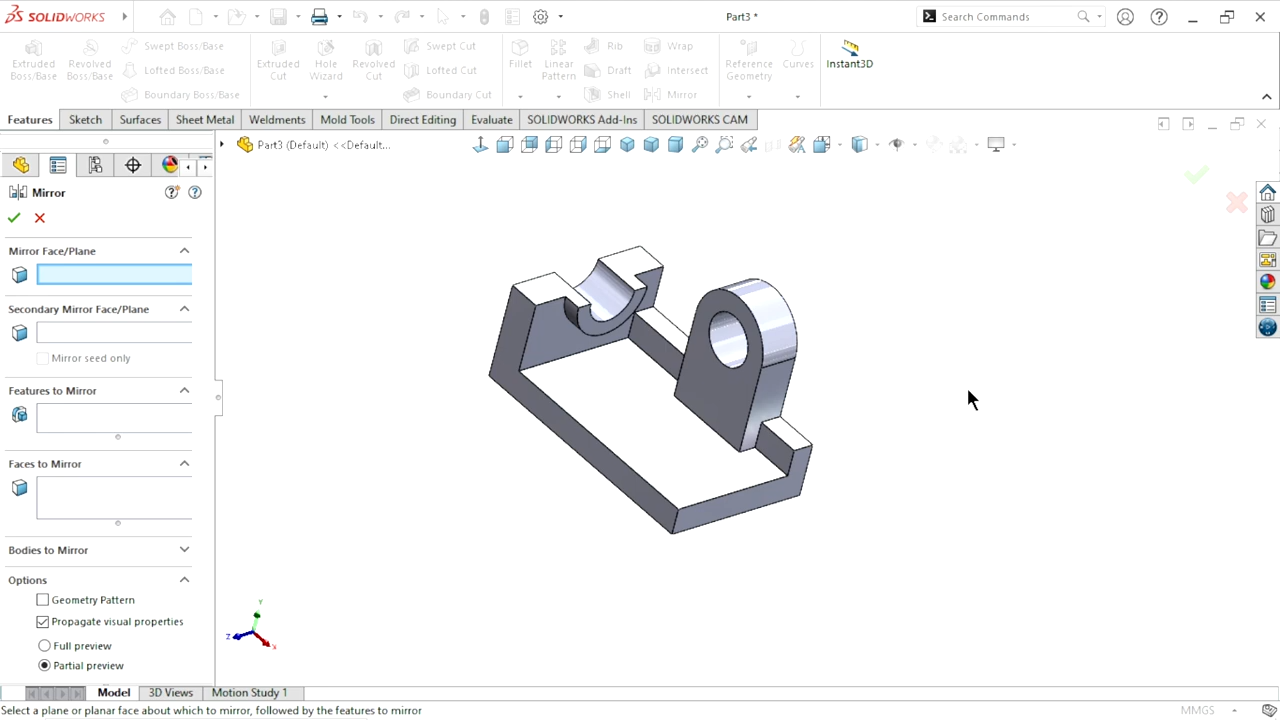 SOLIDWORKS
Part3 *
Search Commands
Extruded Boss/Base
Revolved Boss/Base
Swept Boss/Base
Lofted Boss/Base
Boundary Boss/Base
Extruded Cut
Hole Wizard
Revolved Cut
Swept Cut
Lofted Cut
Boundary Cut
Fillet
Linear Pattern
Rib
Draft
Shell
Wrap
Intersect
Mirror
Reference Geometry
Curves
Instant3D
Features
Sketch
Surfaces
Sheet Metal
Weldments
Mold Tools
Direct Editing
Evaluate
SOLIDWORKS Add-Ins
SOLIDWORKS CAM
Part3 (Default) <<Default...
Mirror
Mirror Face/Plane
Secondary Mirror Face/Plane
Mirror seed only
Features to Mirror
Faces to Mirror
Bodies to Mirror
Options
Geometry Pattern
Propagate visual properties
Full preview
Partial preview
Y
Z
X
Model
3D Views
Motion Study 1
Select a plane or planar face about which to mirror, followed by the features to mirror
MMGS